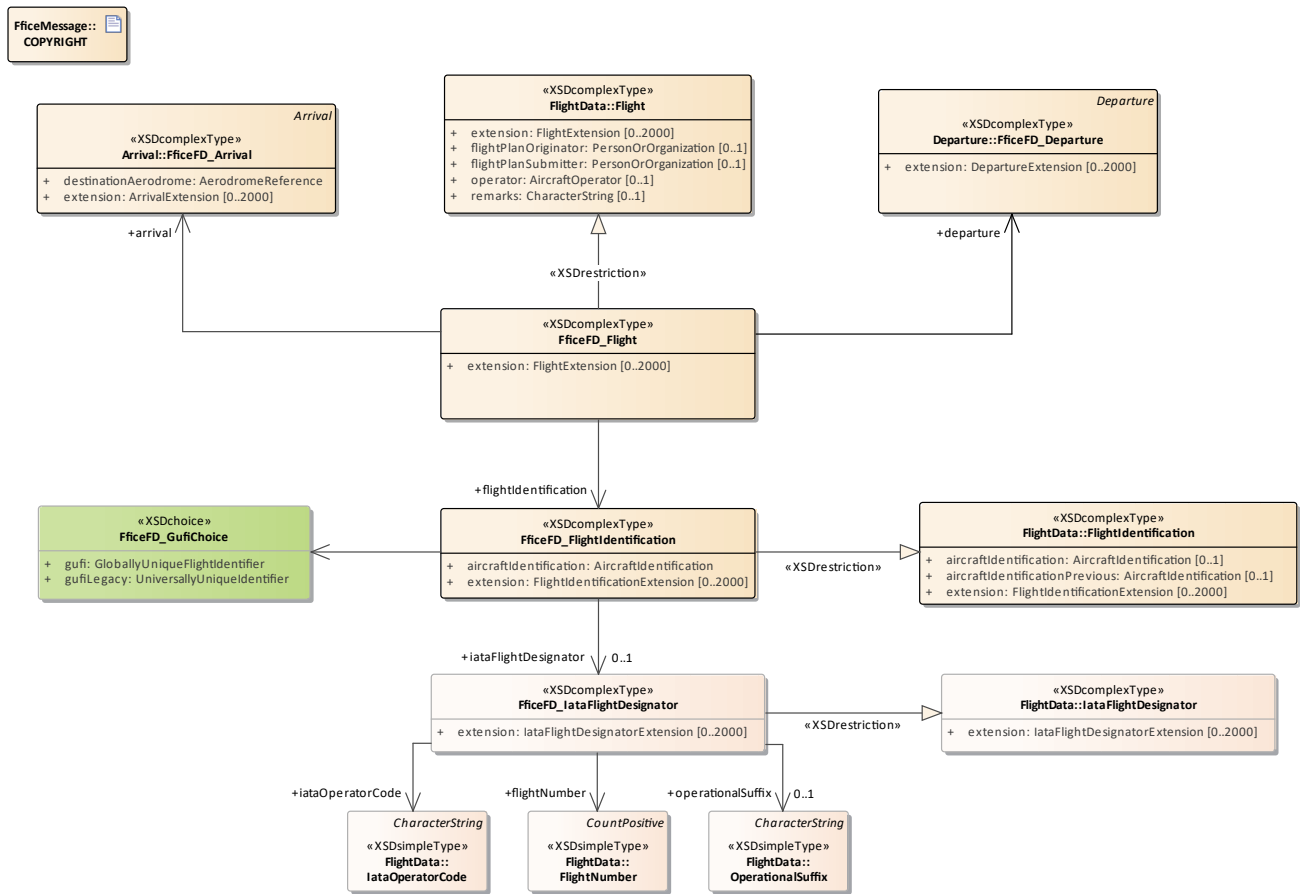 FficeMessage::
COPYRIGHT
Arrival
«XSDcomplexType»
Arrival::FficeFD_Arrival
+ destinationAerodrome: AerodromeReference
+ extension: ArrivalExtension [0..2000]
«XSDcomplexType»
FlightData::Flight
+ extension: FlightExtension [0..2000]
+ flightPlanOriginator: PersonOrOrganization [0..1]
+ flightPlanSubmitter: PersonOrOrganization [0..1]
+ operator: AircraftOperator [0..1]
+ remarks: CharacterString [0..1]
Departure
«XSDcomplexType»
Departure::FficeFD_Departure
+ extension: DepartureExtension [0..2000]
+arrival
+departure
«XSDrestriction»
«XSDcomplexType»
FficeFD_Flight
+ extension: FlightExtension [0..2000]
+flightIdentification
«XSDchoice»
FficeFD_GufiChoice
+ gufi: GloballyUniqueFlightIdentifier
+ gufiLegacy: UniversallyUniqueIdentifier
«XSDcomplexType»
FficeFD_FlightIdentification
+ aircraftIdentification: AircraftIdentification
+ extension: FlightIdentificationExtension [0..2000]
«XSDrestriction»
«XSDcomplexType»
FlightData::FlightIdentification
+ aircraftIdentification: AircraftIdentification [0..1]
+ aircraftIdentificationPrevious: AircraftIdentification [0..1]
+ extension: FlightIdentificationExtension [0..2000]
+iataFlightDesignator 0..1
«XSDcomplexType»
FficeFD_IataFlightDesignator
+ extension: IataFlightDesignatorExtension [0..2000]
«XSDrestriction»
«XSDcomplexType»
FlightData::IataFlightDesignator
+ extension: IataFlightDesignatorExtension [0..2000]
+iataOperatorCode
+flightNumber
+operationalSuffix 0..1
CharacterString
«XSDsimpleType»
FlightData::
IataOperatorCode
CountPositive
«XSDsimpleType»
FlightData::
FlightNumber
CharacterString
«XSDsimpleType»
FlightData::
OperationalSuffix